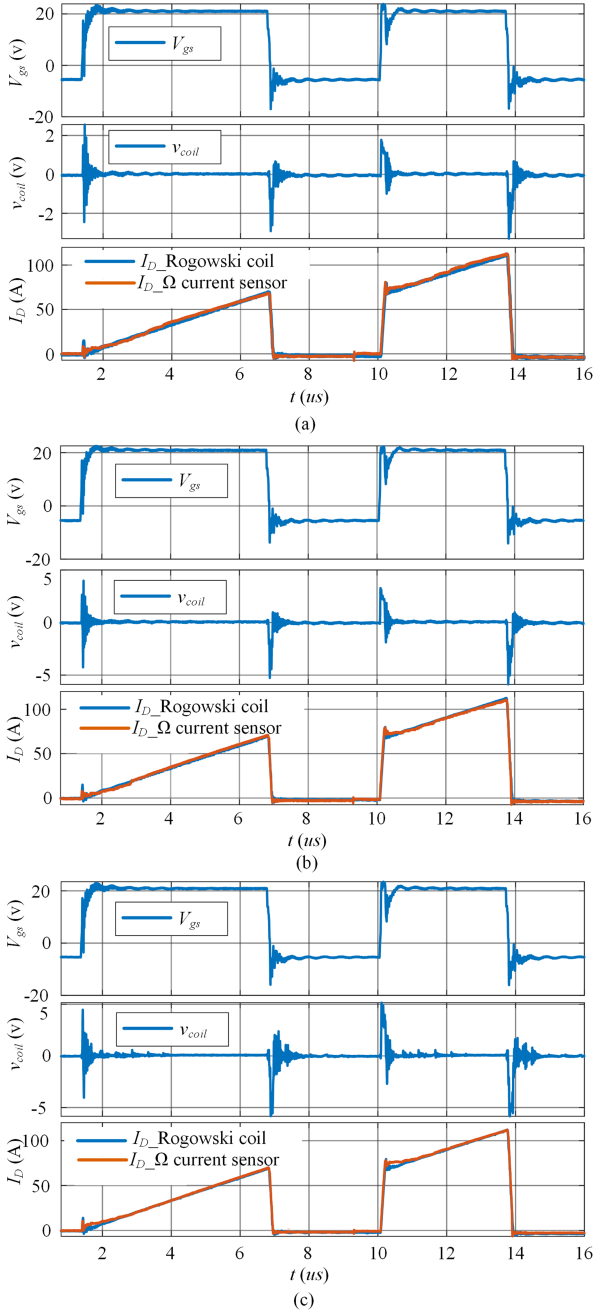 20
0
-20
V_gs (v)
V_gs
2
0
-2
v_coil (v)
v_coil
100
50
0
I_D (A)
I_D_Rogowski coil
I_D_Ω current sensor
2 4 6 8 10 12 14 16
t (us)
(a)
20
0
-20
V_gs (v)
V_gs
5
0
-5
v_coil (v)
v_coil
100
50
0
I_D (A)
I_D_Rogowski coil
I_D_Ω current sensor
2 4 6 8 10 12 14 16
t (us)
(b)
20
0
-20
V_gs (v)
V_gs
5
0
-5
v_coil (v)
v_coil
100
50
0
I_D (A)
I_D_Rogowski coil
I_D_Ω current sensor
2 4 6 8 10 12 14 16
t (us)
(c)